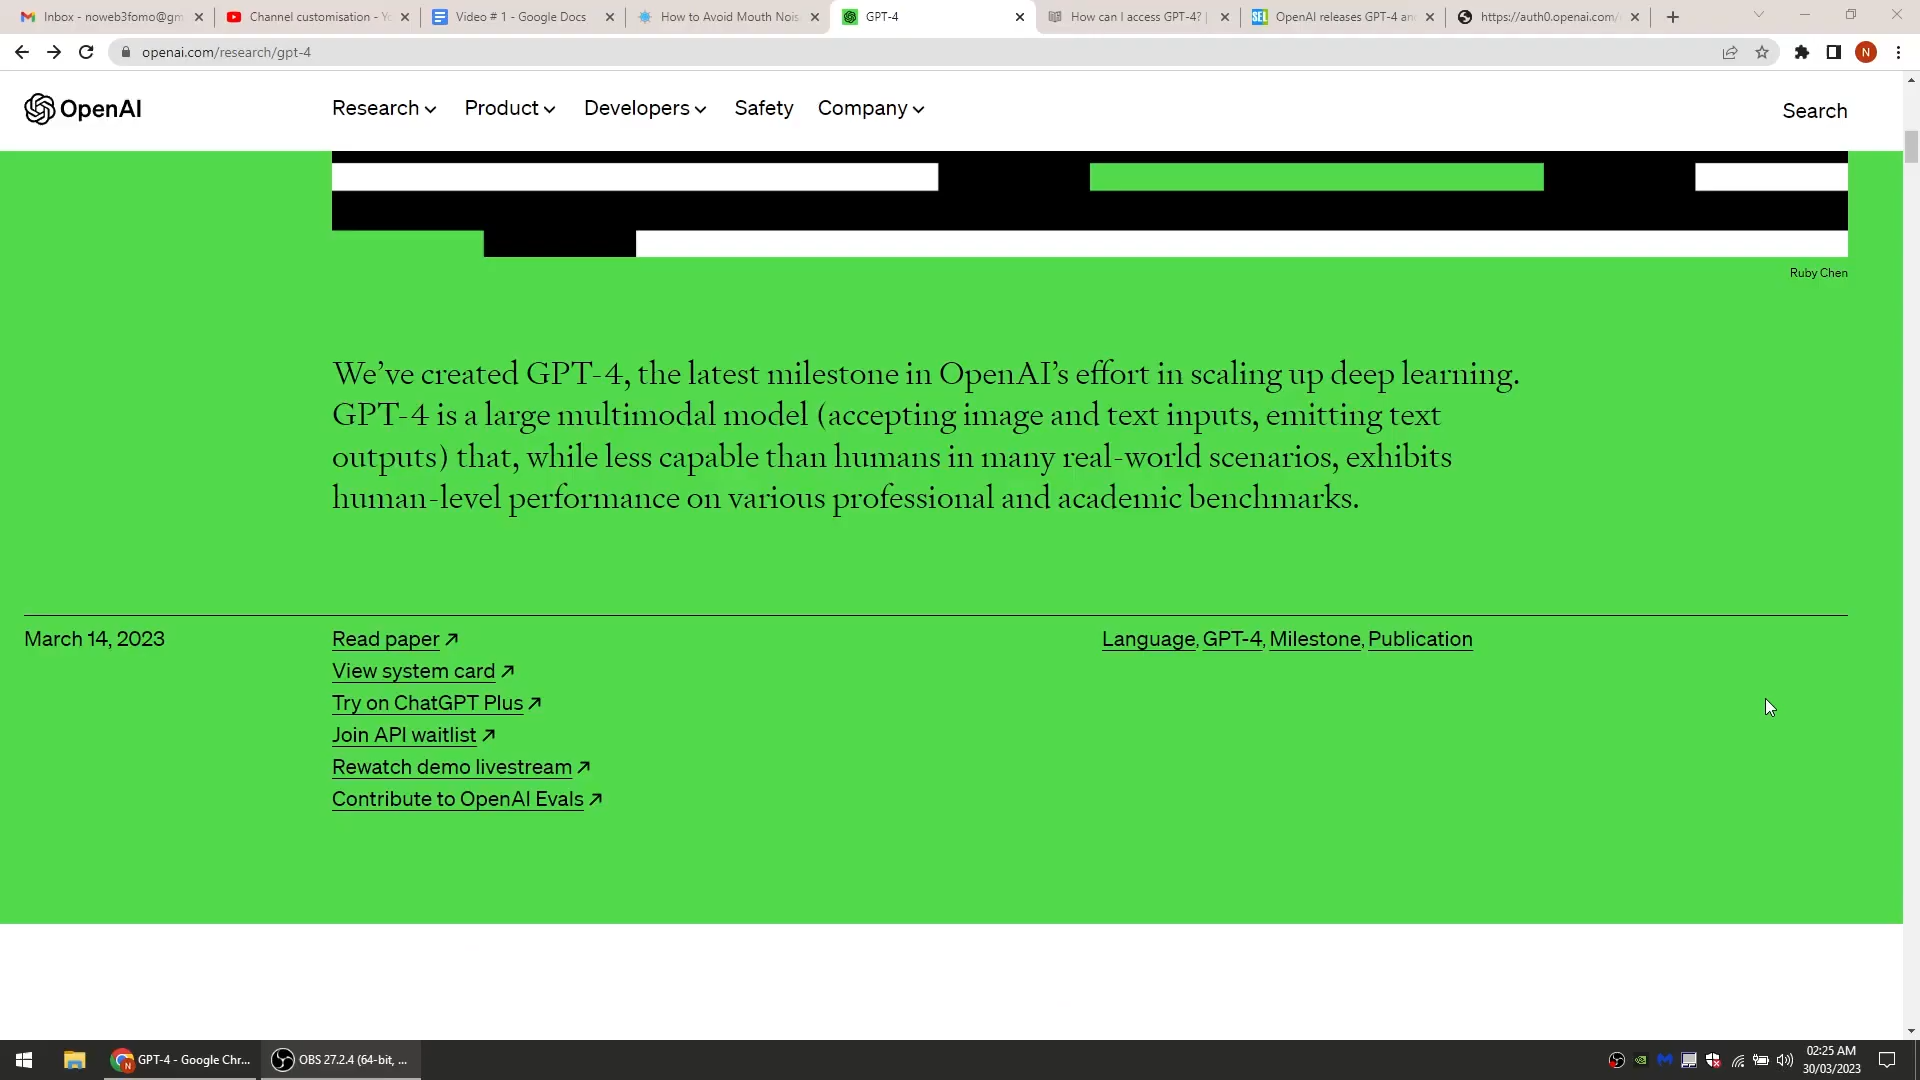 Inbox - noweb3fomo@gm
Channel customisation - Yo
Video # 1 - Google Docs
How to Avoid Mouth Nois
GPT-4
How can I access GPT-4? |
SEL
OpenAI releases GPT-4 an
https://auth0.openai.com/
openai.com/research/gpt-4
N
OpenAI
Research
Product
Developers
Safety
Company
Search
Ruby Chen
We've created GPT-4, the latest milestone in OpenAI's effort in scaling up deep learning.
GPT-4 is a large multimodal model (accepting image and text inputs, emitting text
outputs) that, while less capable than humans in many real-world scenarios, exhibits
human-level performance on various professional and academic benchmarks.
March 14, 2023
Read paper ↗
View system card ↗
Try on ChatGPT Plus ↗
Join API waitlist ↗
Rewatch demo livestream ↗
Contribute to OpenAI Evals ↗
Language, GPT-4, Milestone, Publication
GPT-4 - Google Chr...
OBS 27.2.4 (64-bit, ...
02:25 AM
30/03/2023